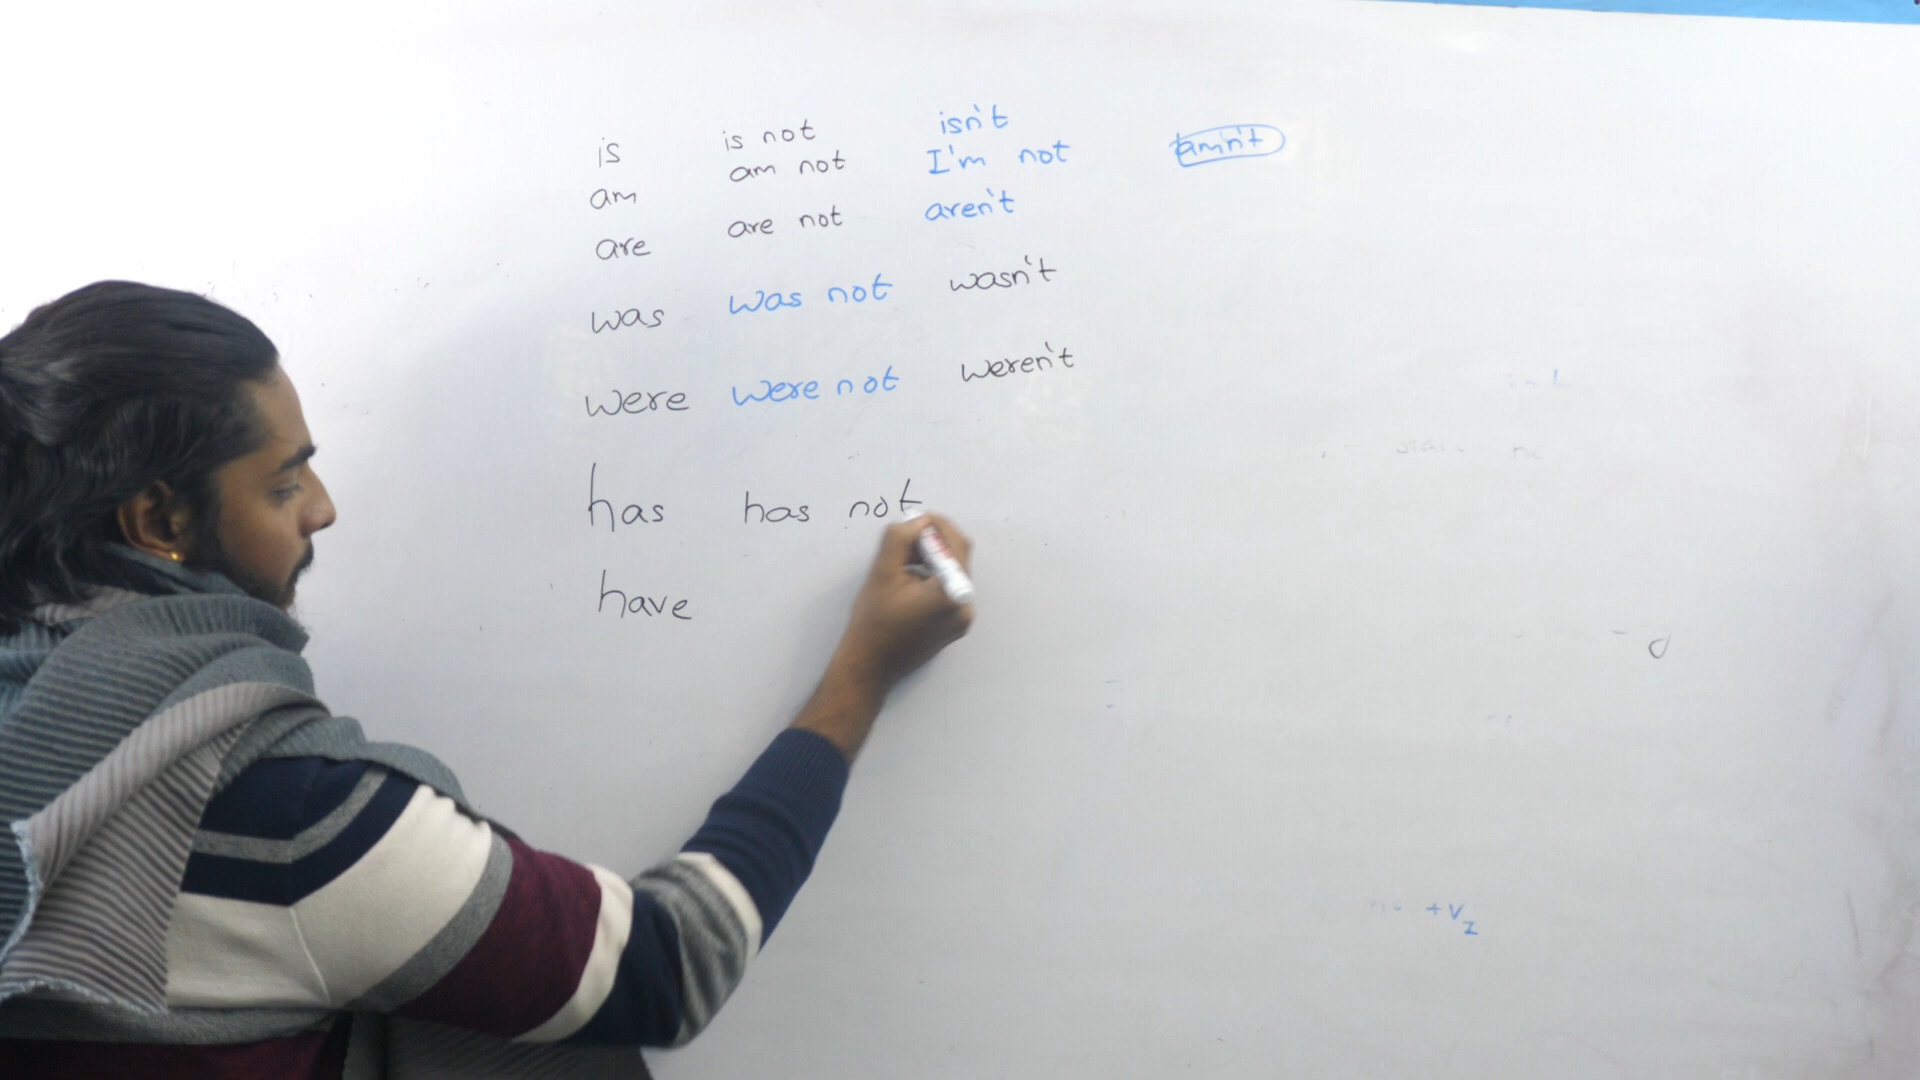 is is not isn't
am am not I'm not amn't
are are not aren't
was was not wasn't
were were not weren't
has has not
have
+V2